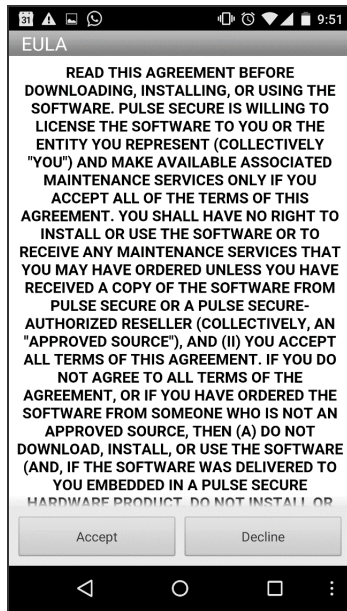 31
9:51
EULA
READ THIS AGREEMENT BEFORE
DOWNLOADING, INSTALLING, OR USING THE
SOFTWARE. PULSE SECURE IS WILLING TO
LICENSE THE SOFTWARE TO YOU OR THE
ENTITY YOU REPRESENT (COLLECTIVELY
"YOU") AND MAKE AVAILABLE ASSOCIATED
MAINTENANCE SERVICES ONLY IF YOU
ACCEPT ALL OF THE TERMS OF THIS
AGREEMENT. YOU SHALL HAVE NO RIGHT TO
INSTALL OR USE THE SOFTWARE OR TO
RECEIVE ANY MAINTENANCE SERVICES THAT
YOU MAY HAVE ORDERED UNLESS YOU HAVE
RECEIVED A COPY OF THE SOFTWARE FROM
PULSE SECURE OR A PULSE SECURE-
AUTHORIZED RESELLER (COLLECTIVELY, AN
"APPROVED SOURCE"), AND (II) YOU ACCEPT
ALL TERMS OF THIS AGREEMENT. IF YOU DO
NOT AGREE TO ALL TERMS OF THE
AGREEMENT, OR IF YOU HAVE ORDERED THE
SOFTWARE FROM SOMEONE WHO IS NOT AN
APPROVED SOURCE, THEN (A) DO NOT
DOWNLOAD, INSTALL, OR USE THE SOFTWARE
(AND, IF THE SOFTWARE WAS DELIVERED TO
YOU EMBEDDED IN A PULSE SECURE
HARDWARE PRODUCT, DO NOT INSTALL OR
Accept
Decline